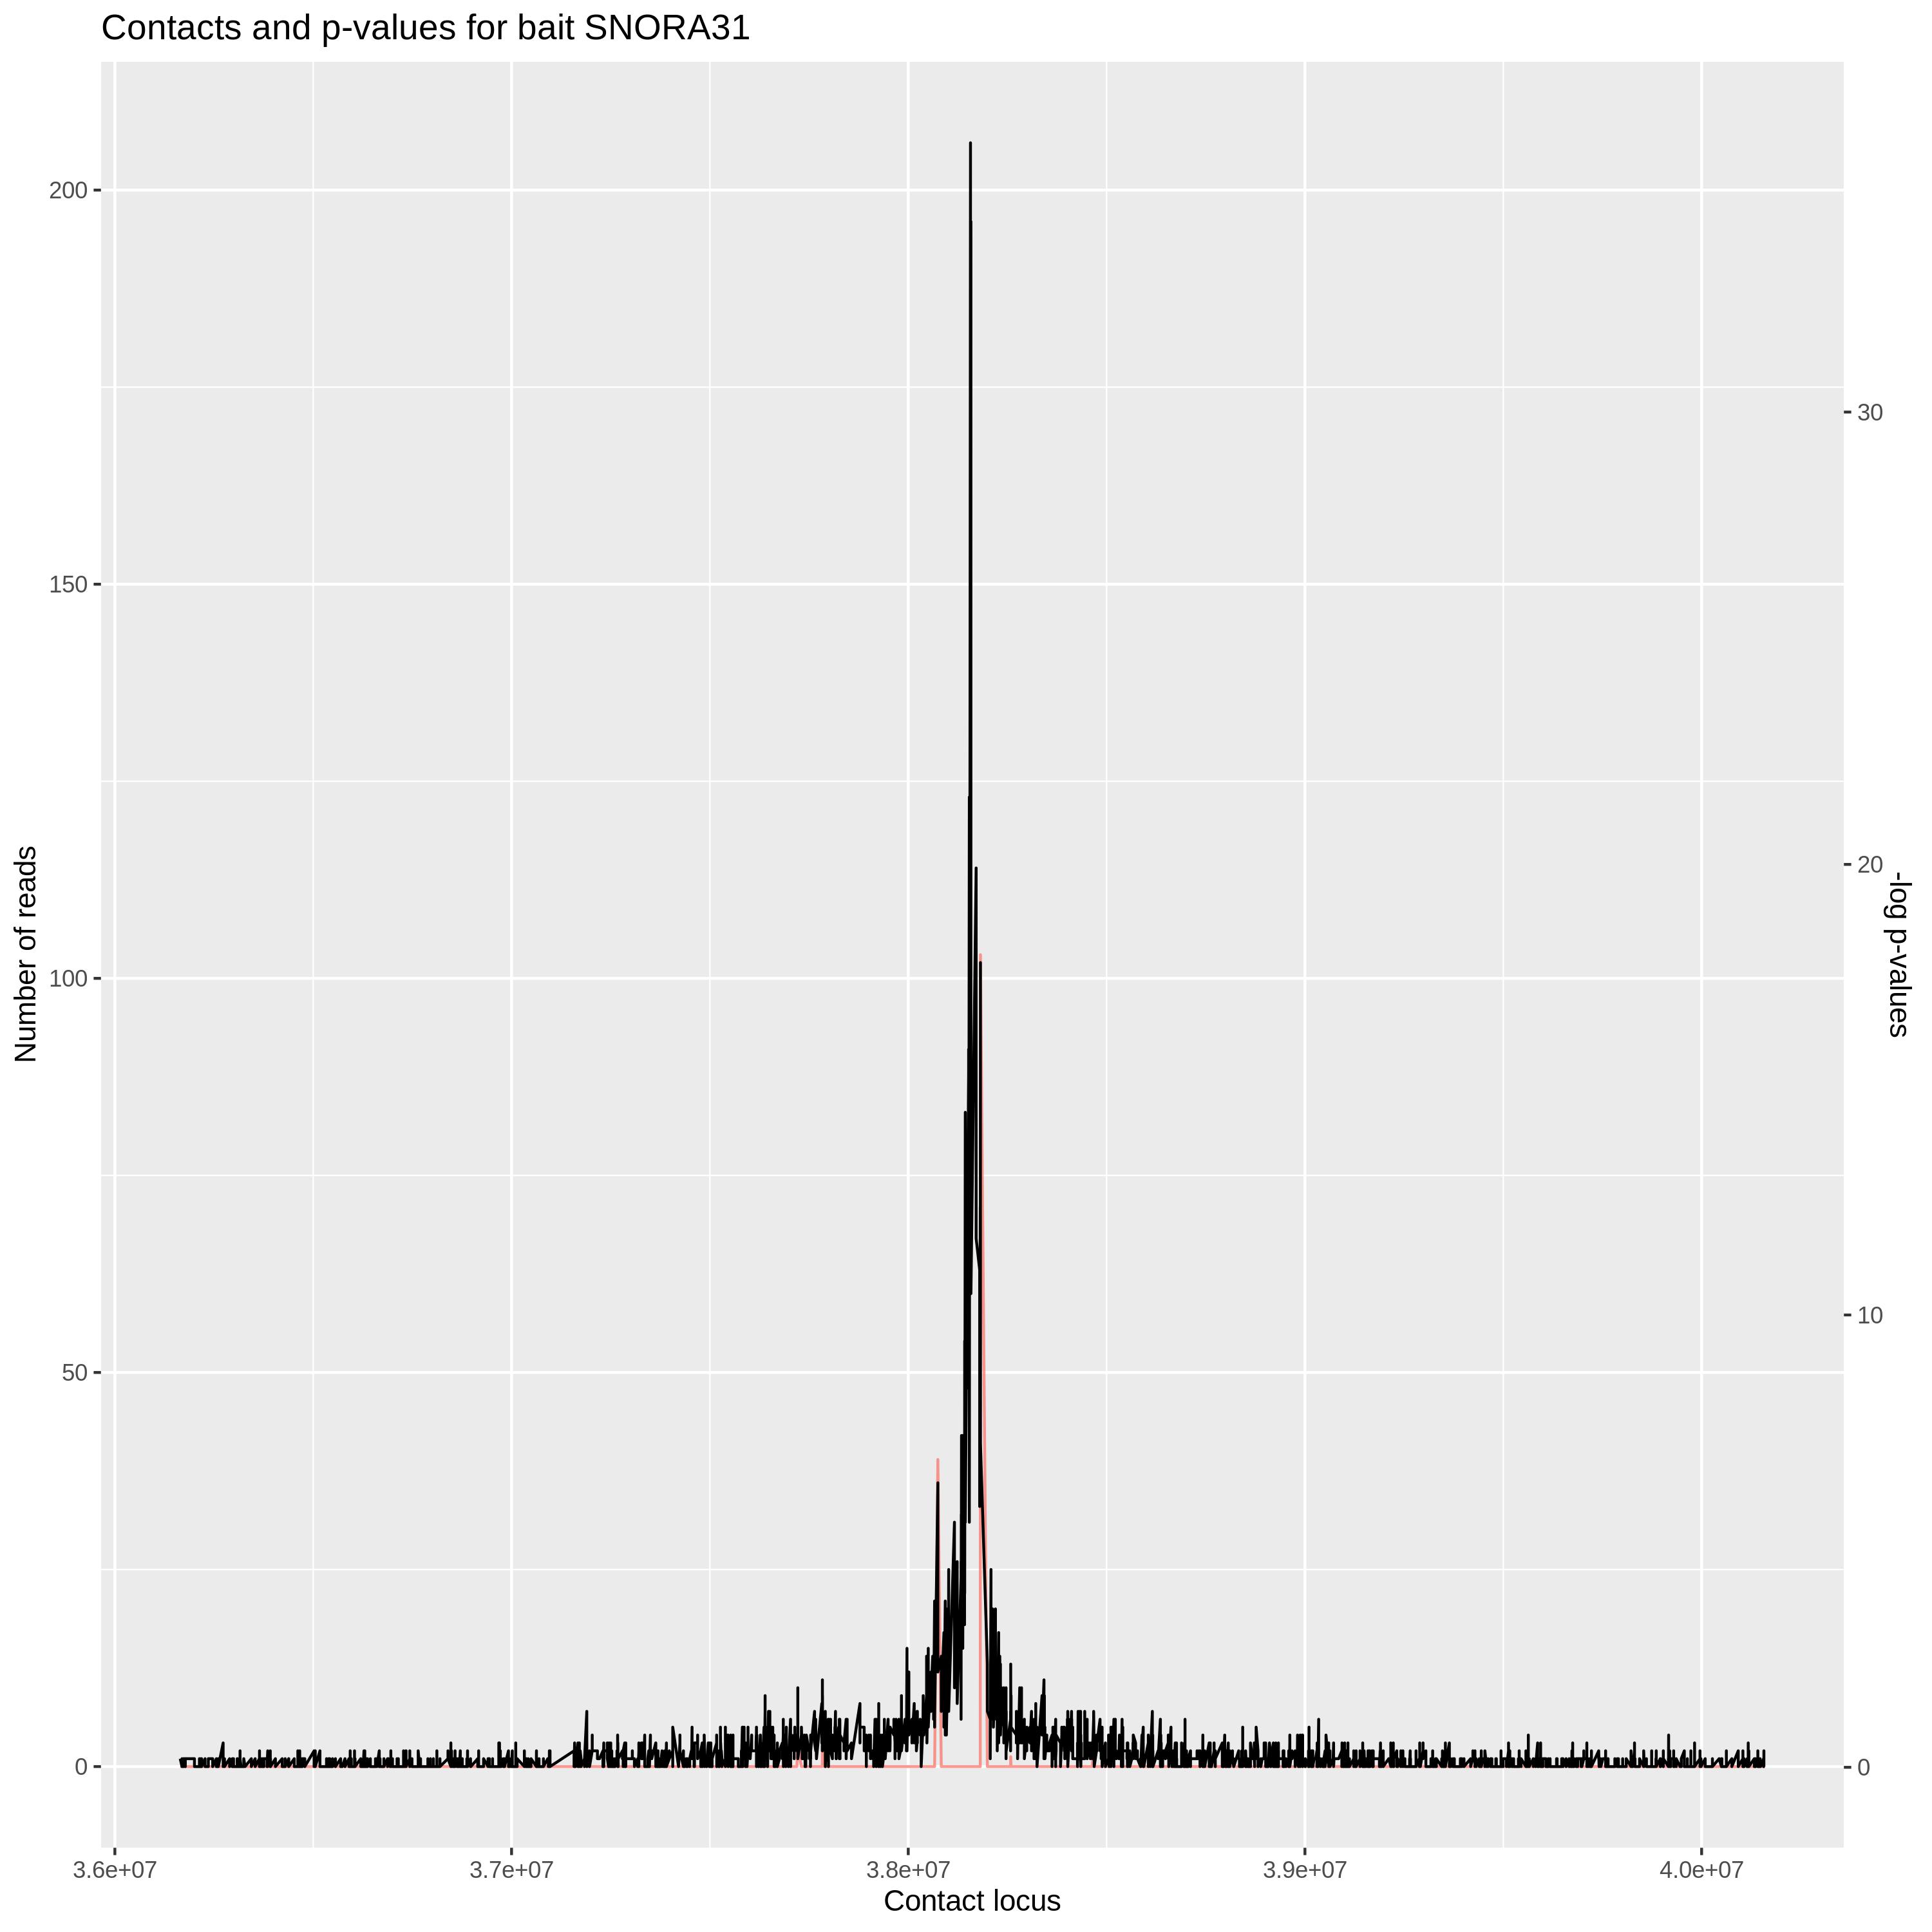 Contacts and p-values for bait SNORA31
200
150
100
50
0
Number of reads
30
20
10
0
-log p-values
3.6e+07 3.7e+07 3.8e+07 3.9e+07 4.0e+07
Contact locus